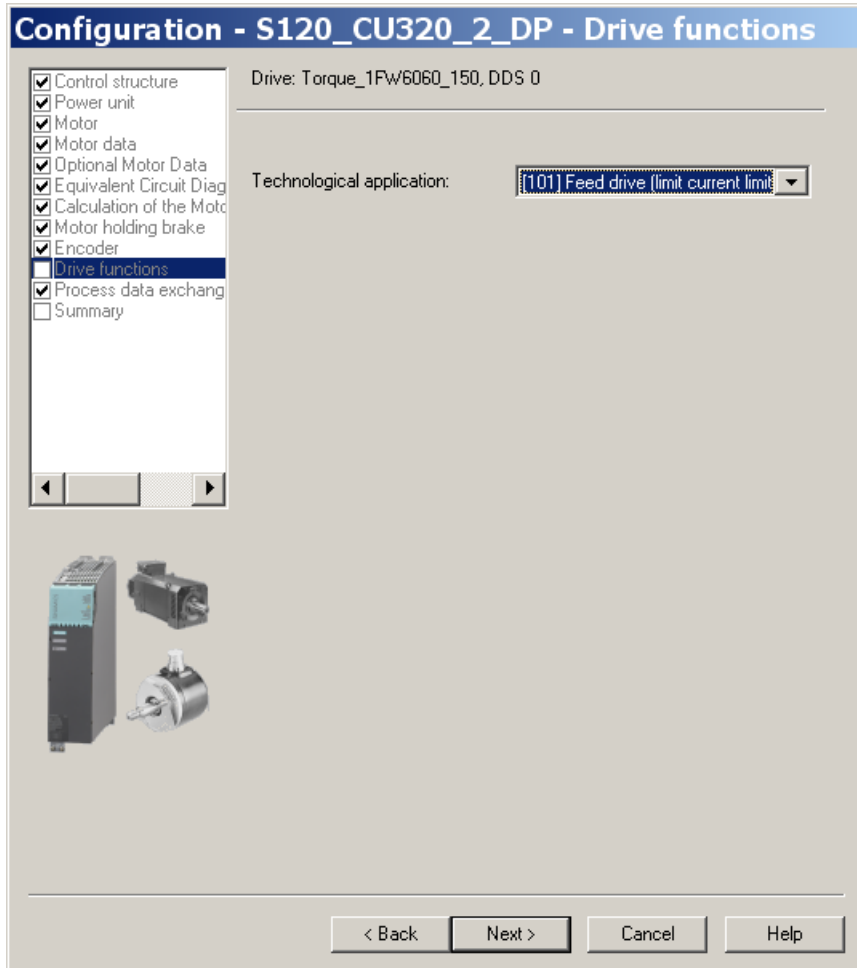 Configuration - S120_CU320_2_DP - Drive functions
Control structure
Power unit
Motor
Motor data
Optional Motor Data
Equivalent Circuit Diag
Calculation of the Moto
Motor holding brake
Encoder
Drive functions
Process data exchang
Summary
Drive: Torque_1FW6060_150, DDS 0
Technological application:
[101] Feed drive (limit current limit
< Back
Next >
Cancel
Help